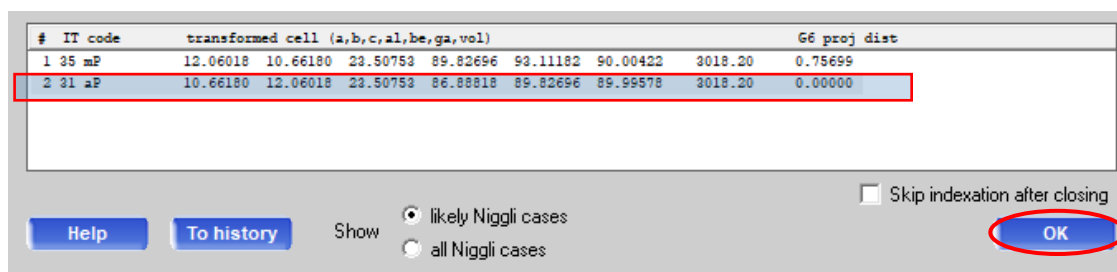 # IT code transformed cell (a,b,c,al,be,ga,vol) G6 proj dist
1 35 mP 12.06018 10.66180 23.50753 89.82696 93.11182 90.00422 3018.20 0.75699
2 31 aP 10.66180 12.06018 23.50753 86.88818 89.82696 89.99578 3018.20 0.00000
Skip indexation after closing
Help To history Show likely Niggli cases OK
all Niggli cases